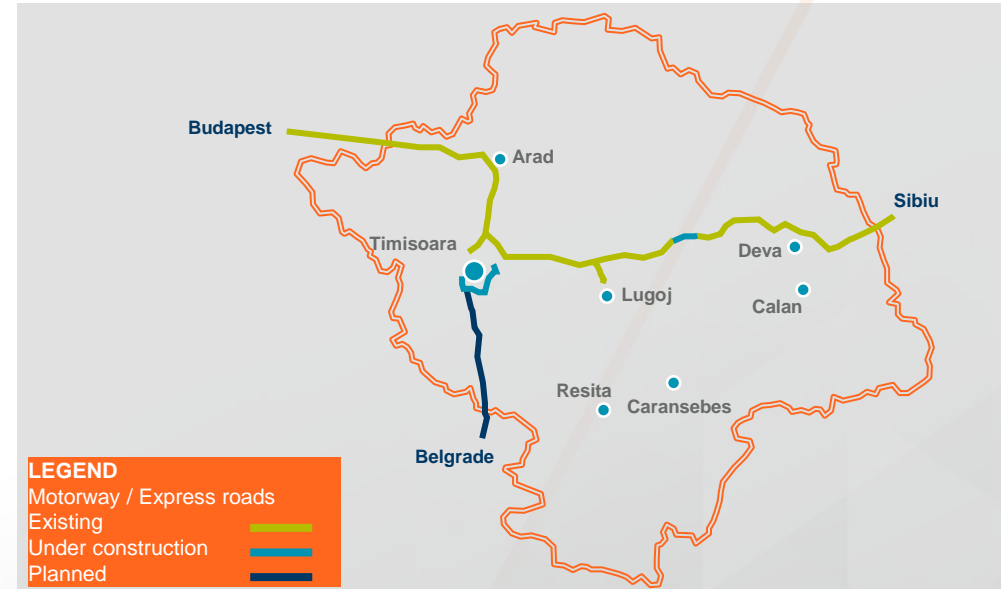 Budapest
Arad
Sibiu
Timisoara
Deva
Lugoj
Calan
Resita
Caransebes
Belgrade
LEGEND
Motorway / Express roads
Existing
Under construction
Planned